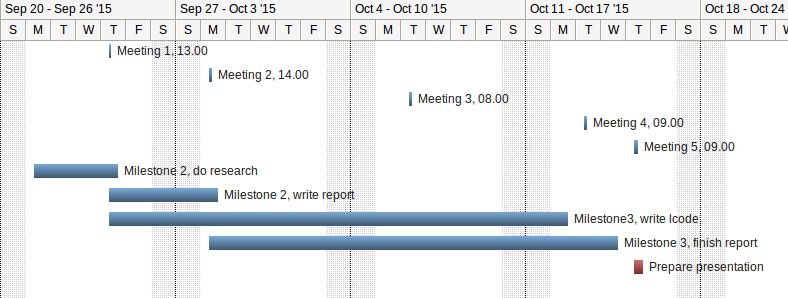 Sep 20 - Sep 26 '15 Sep 27 - Oct 3 '15 Oct 4 - Oct 10 '15 Oct 11 - Oct 17 '15 Oct 18 - Oct 24
S M T W T F S S M T W T F S S M T W T F S S M T W T F S S M T W
Meeting 1, 13.00
Meeting 2, 14.00
Meeting 3, 08.00
Meeting 4, 09.00
Meeting 5, 09.00
Milestone 2, do research
Milestone 2, write report
Milestone3, write lcode
Milestone 3, finish report
Prepare presentation